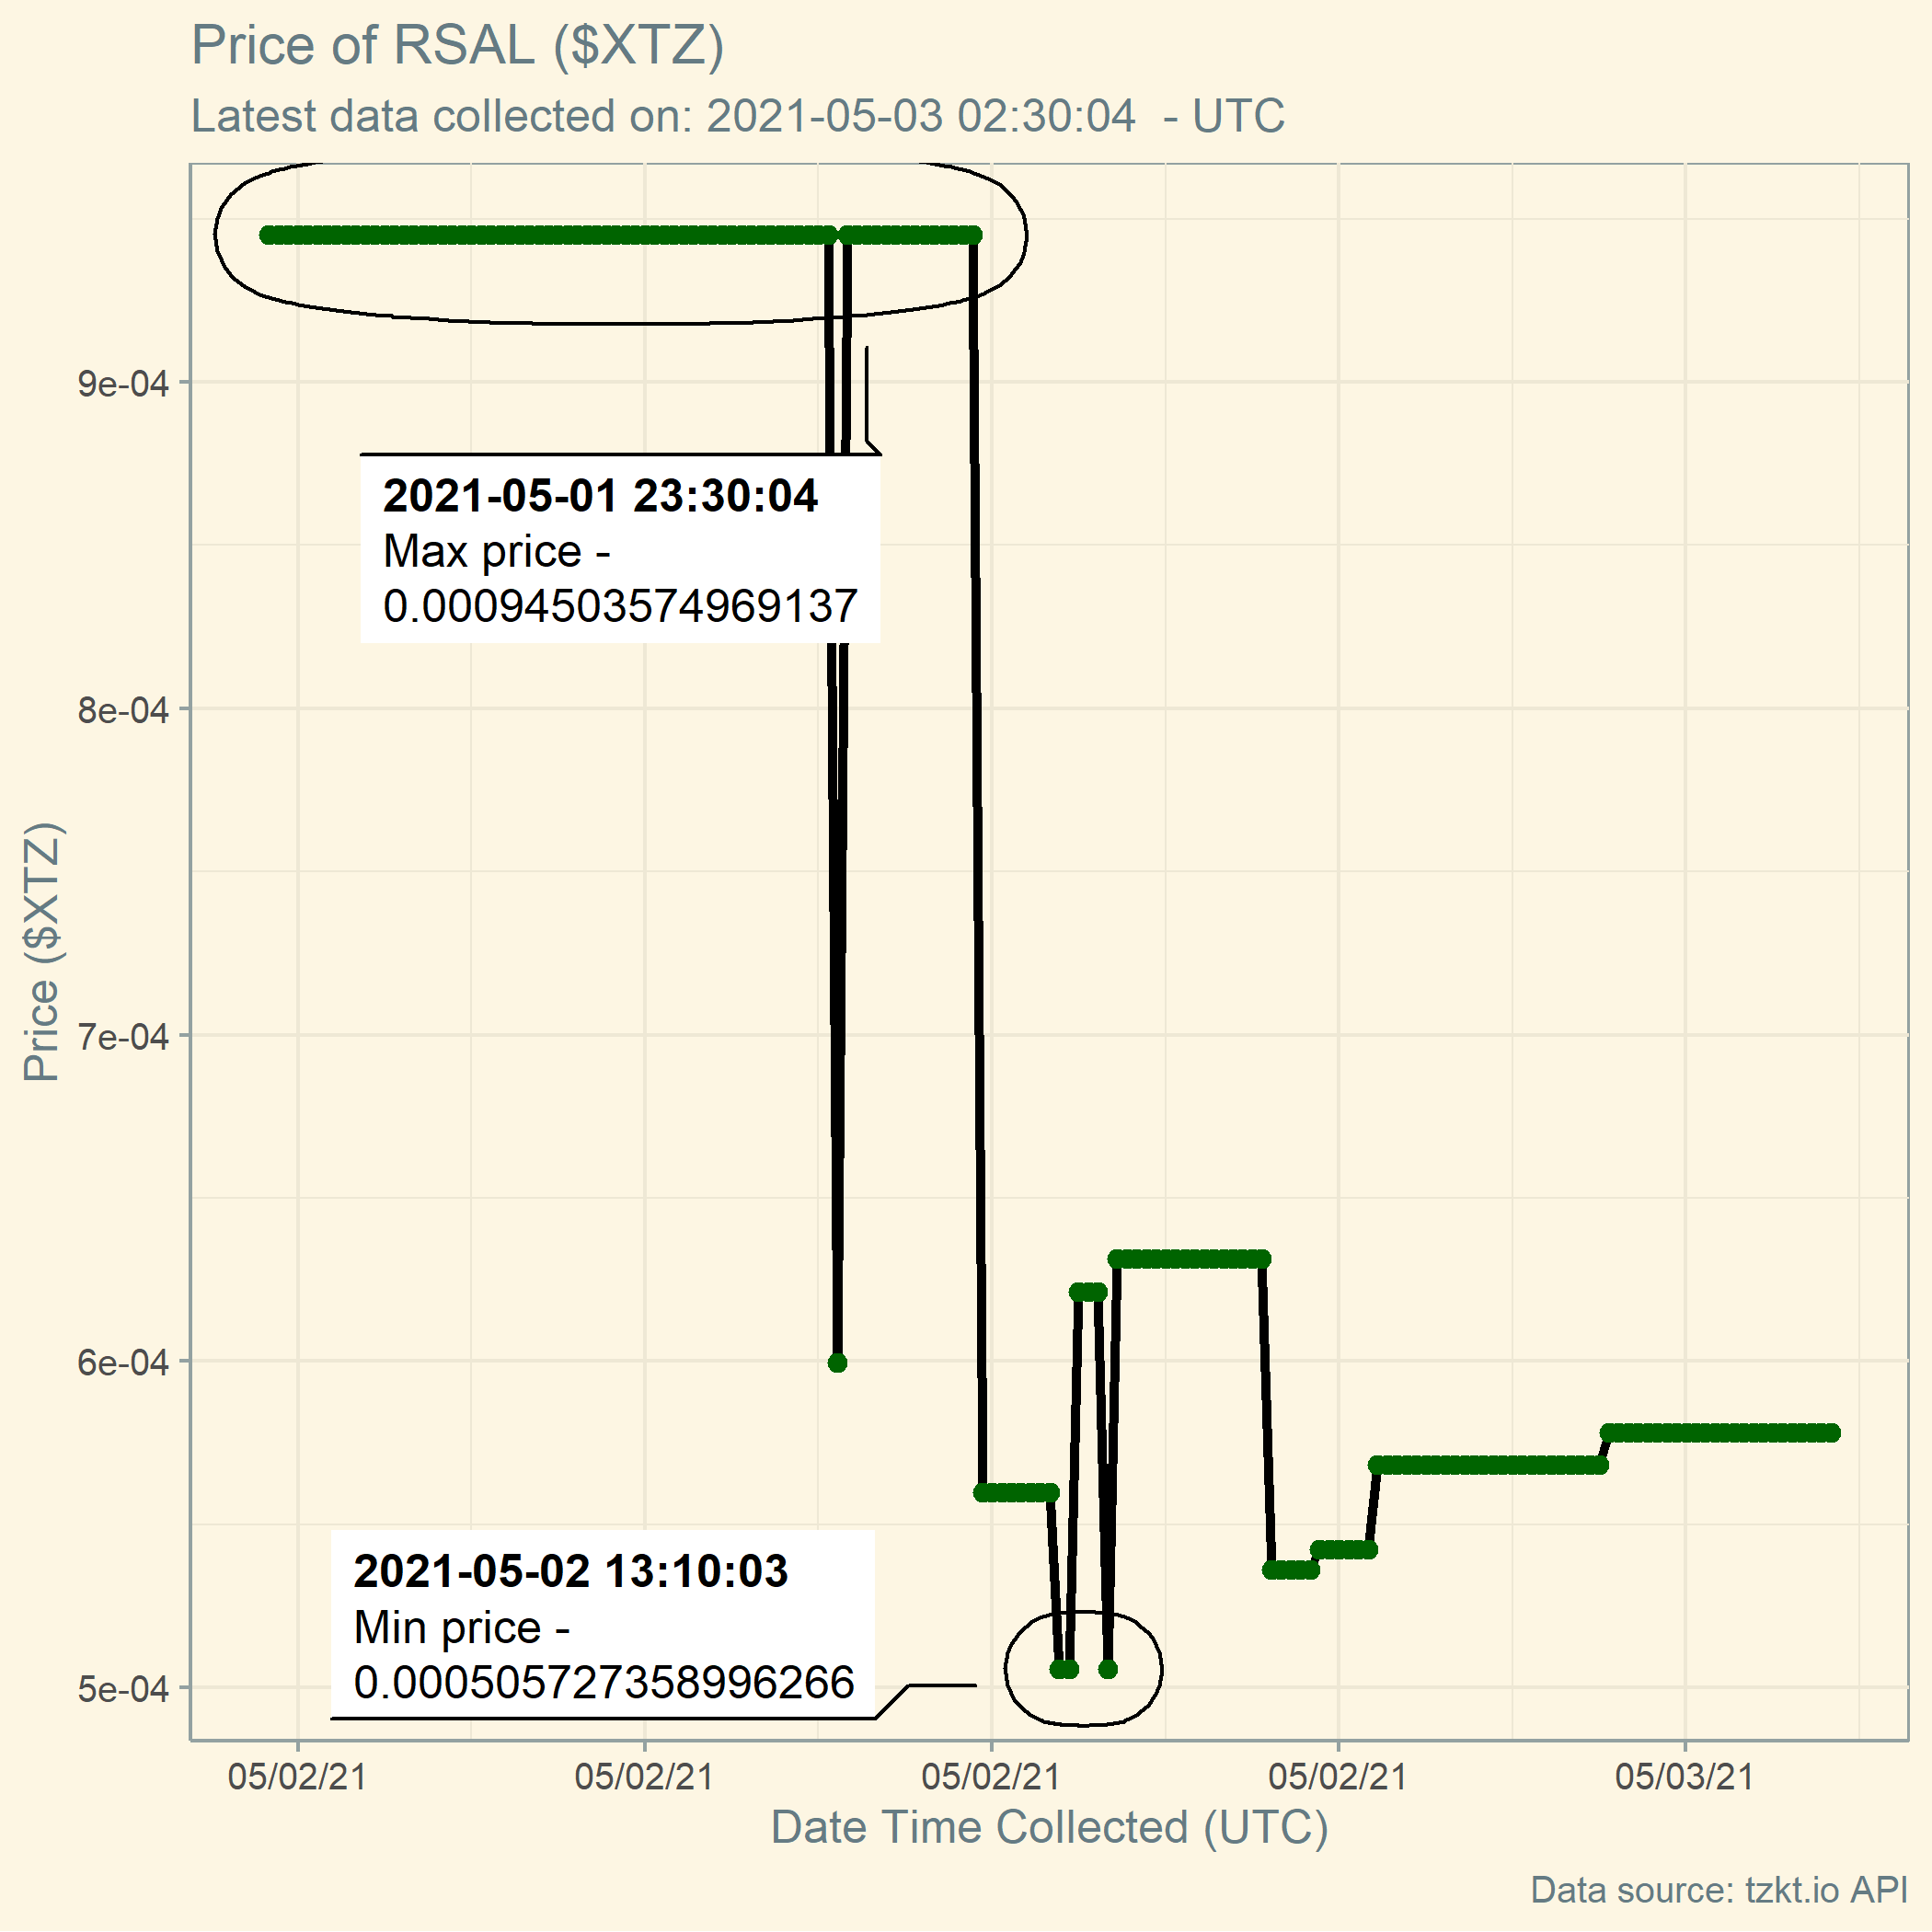 Price of RSAL ($XTZ)
Latest data collected on: 2021-05-03 02:30:04  - UTC
Price ($XTZ)
9e-04
8e-04
7e-04
6e-04
5e-04
2021-05-01 23:30:04
Max price -
0.00094503574969137
2021-05-02 13:10:03
Min price -
0.000505727358996266
05/02/21
05/02/21
05/02/21
05/02/21
05/03/21
Date Time Collected (UTC)
Data source: tzkt.io API